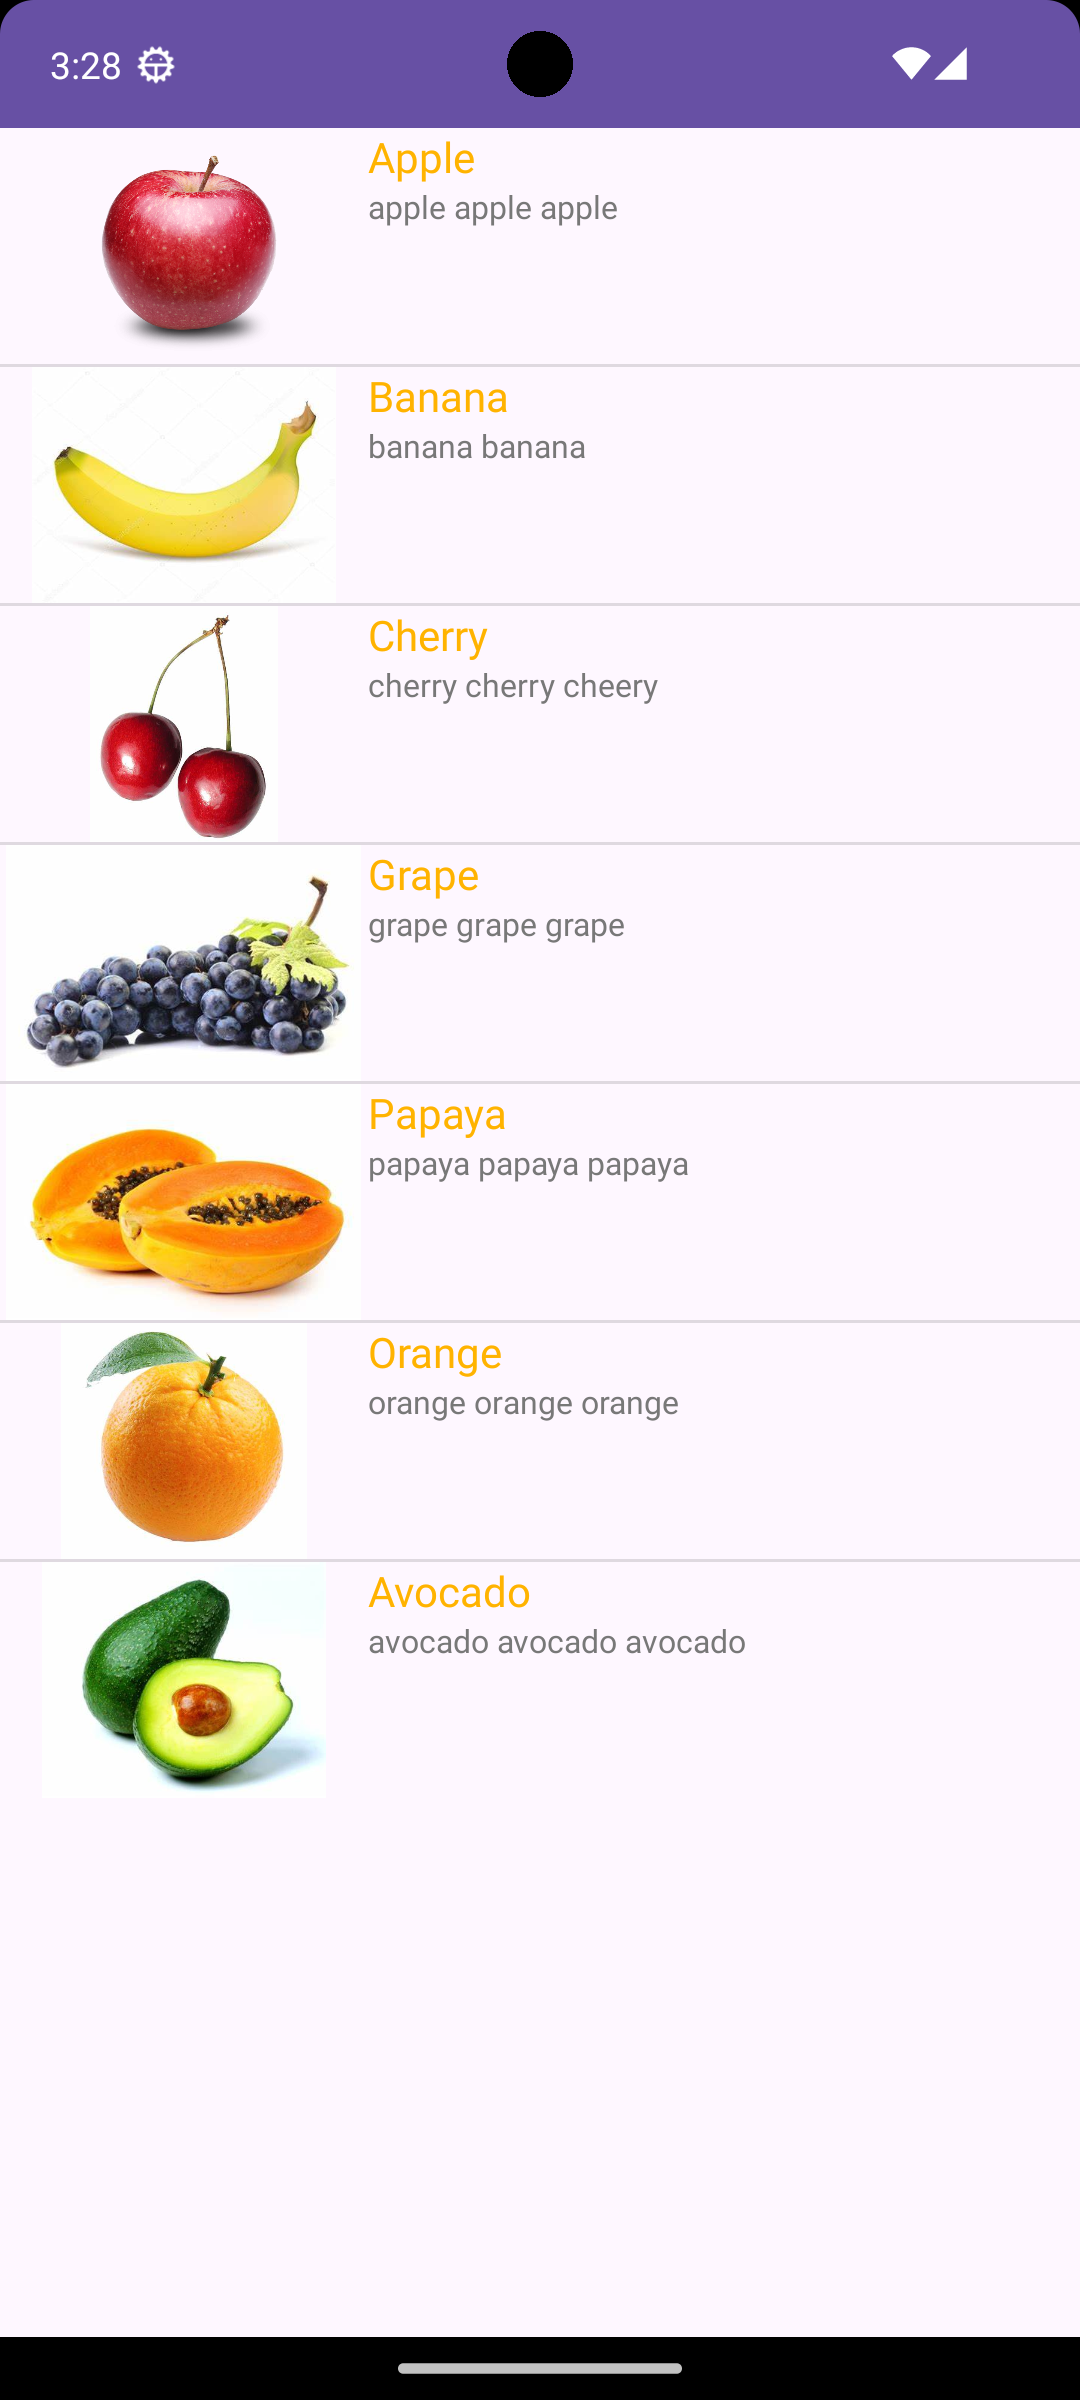 3:28
Apple
apple apple apple
Banana
banana banana
Cherry
cherry cherry cheery
Grape
grape grape grape
Papaya
papaya papaya papaya
Orange
orange orange orange
Avocado
avocado avocado avocado